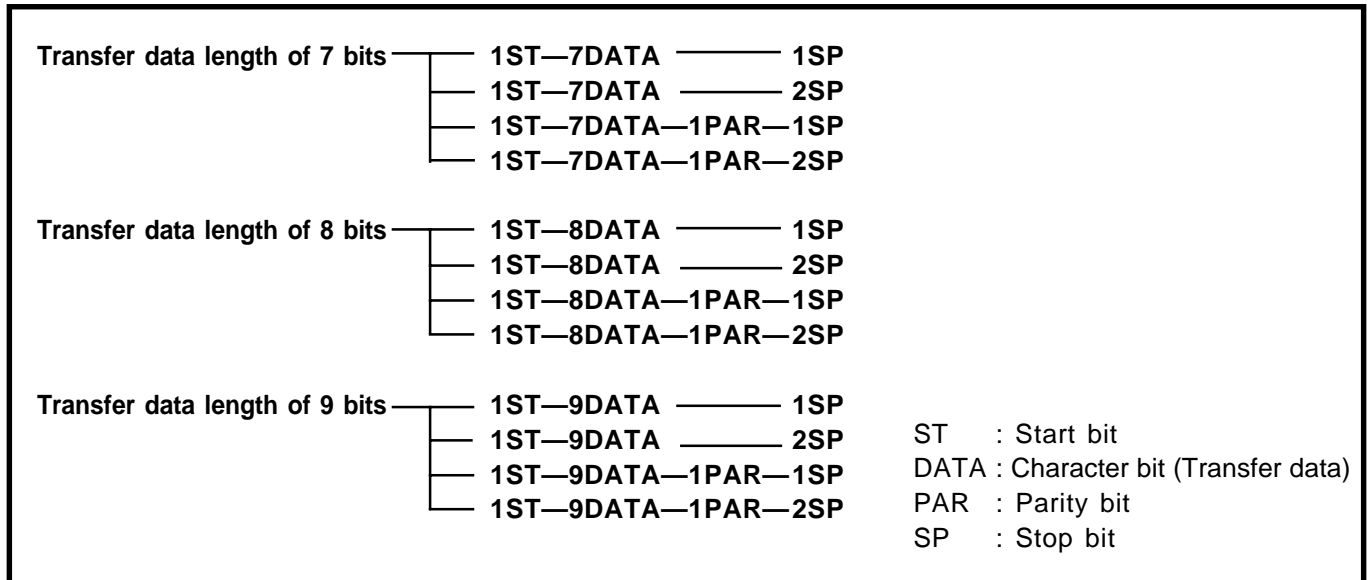 Transfer data length of 7 bits 1ST—7DATA 1SP
1ST—7DATA 2SP
1ST—7DATA—1PAR—1SP
1ST—7DATA—1PAR—2SP
Transfer data length of 8 bits 1ST—8DATA 1SP
1ST—8DATA 2SP
1ST—8DATA—1PAR—1SP
1ST—8DATA—1PAR—2SP
Transfer data length of 9 bits 1ST—9DATA 1SP
1ST—9DATA 2SP
1ST—9DATA—1PAR—1SP
1ST—9DATA—1PAR—2SP
ST : Start bit
DATA : Character bit (Transfer data)
PAR : Parity bit
SP : Stop bit